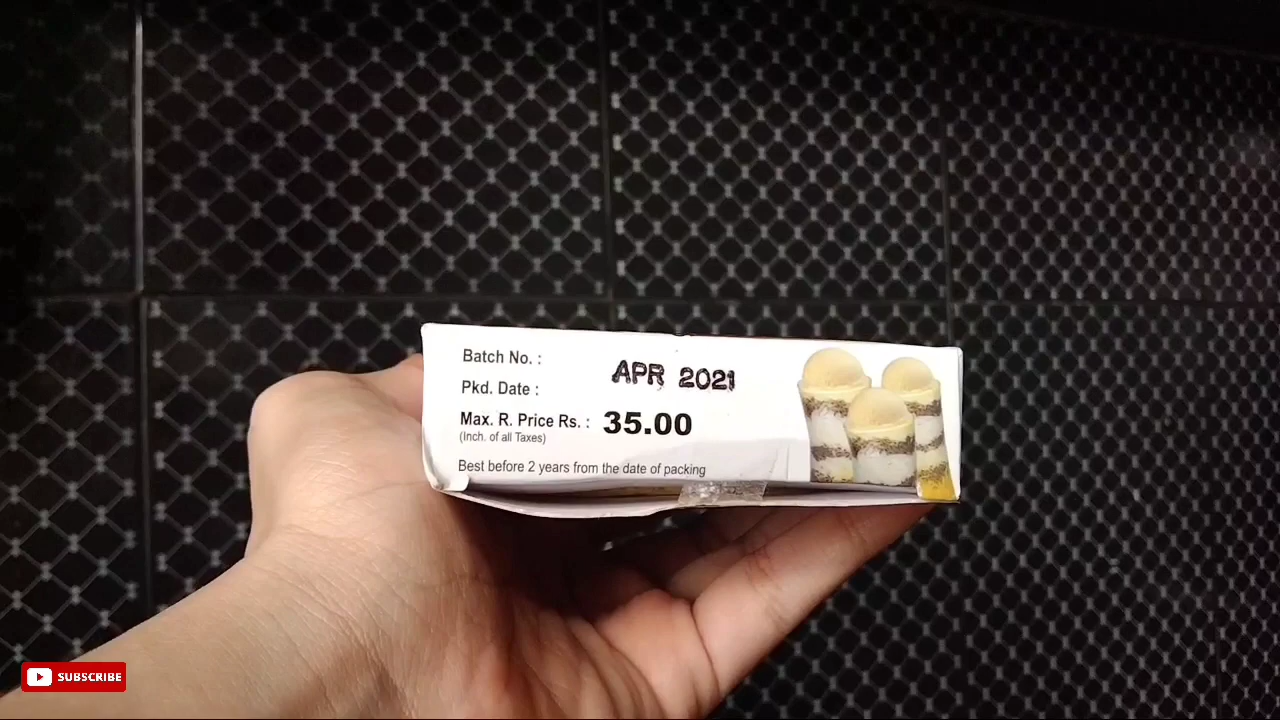 Batch No. :
APR 2021
Pkd. Date :
Max. R. Price Rs. : 35.00
(Inch. of all Taxes)
Best before 2 years from the date of packing
SUBSCRIBE